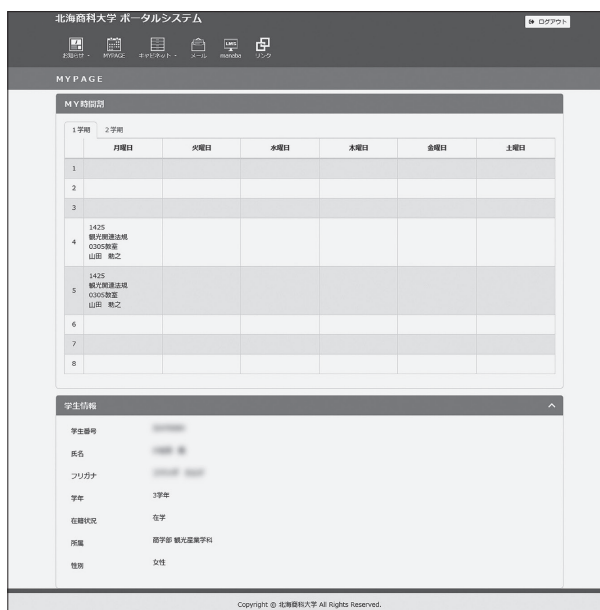 北海商科大学 ポータルシステム
ログアウト
お知らせ
MYPAGE
キャビネット
メール
LMS
manaba
リンク
MYPAGE
MY時間割
1学期 2学期
月曜日 火曜日 水曜日 木曜日 金曜日 土曜日
1
2
3
4
1425
観光関連法規
0305教室
山田 勅之
5
1425
観光関連法規
0305教室
山田 勅之
6
7
8
学生情報
学生番号
氏名
フリガナ
学年 3学年
在籍状況 在学
所属 商学部 観光産業学科
性別 女性
Copyright © 北海商科大学 All Rights Reserved.